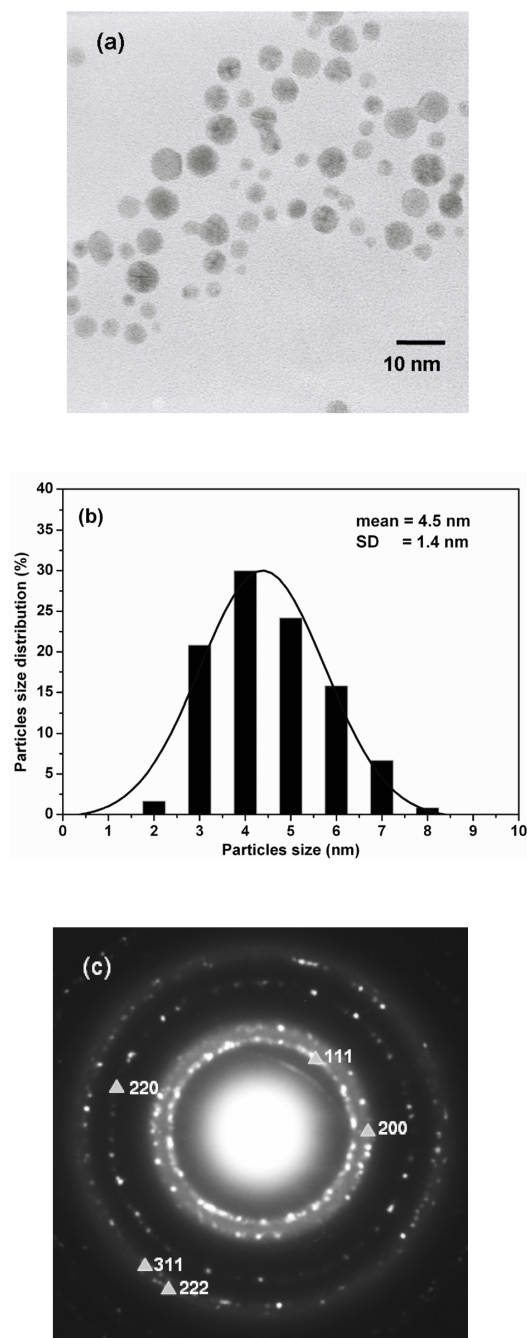 (a)
10 nm
(b)
mean = 4.5 nm
SD = 1.4 nm
Particles size distribution (%)
40
35
30
25
20
15
10
5
0
0 1 2 3 4 5 6 7 8 9 10
Particles size (nm)
(c)
111
220
200
311
222